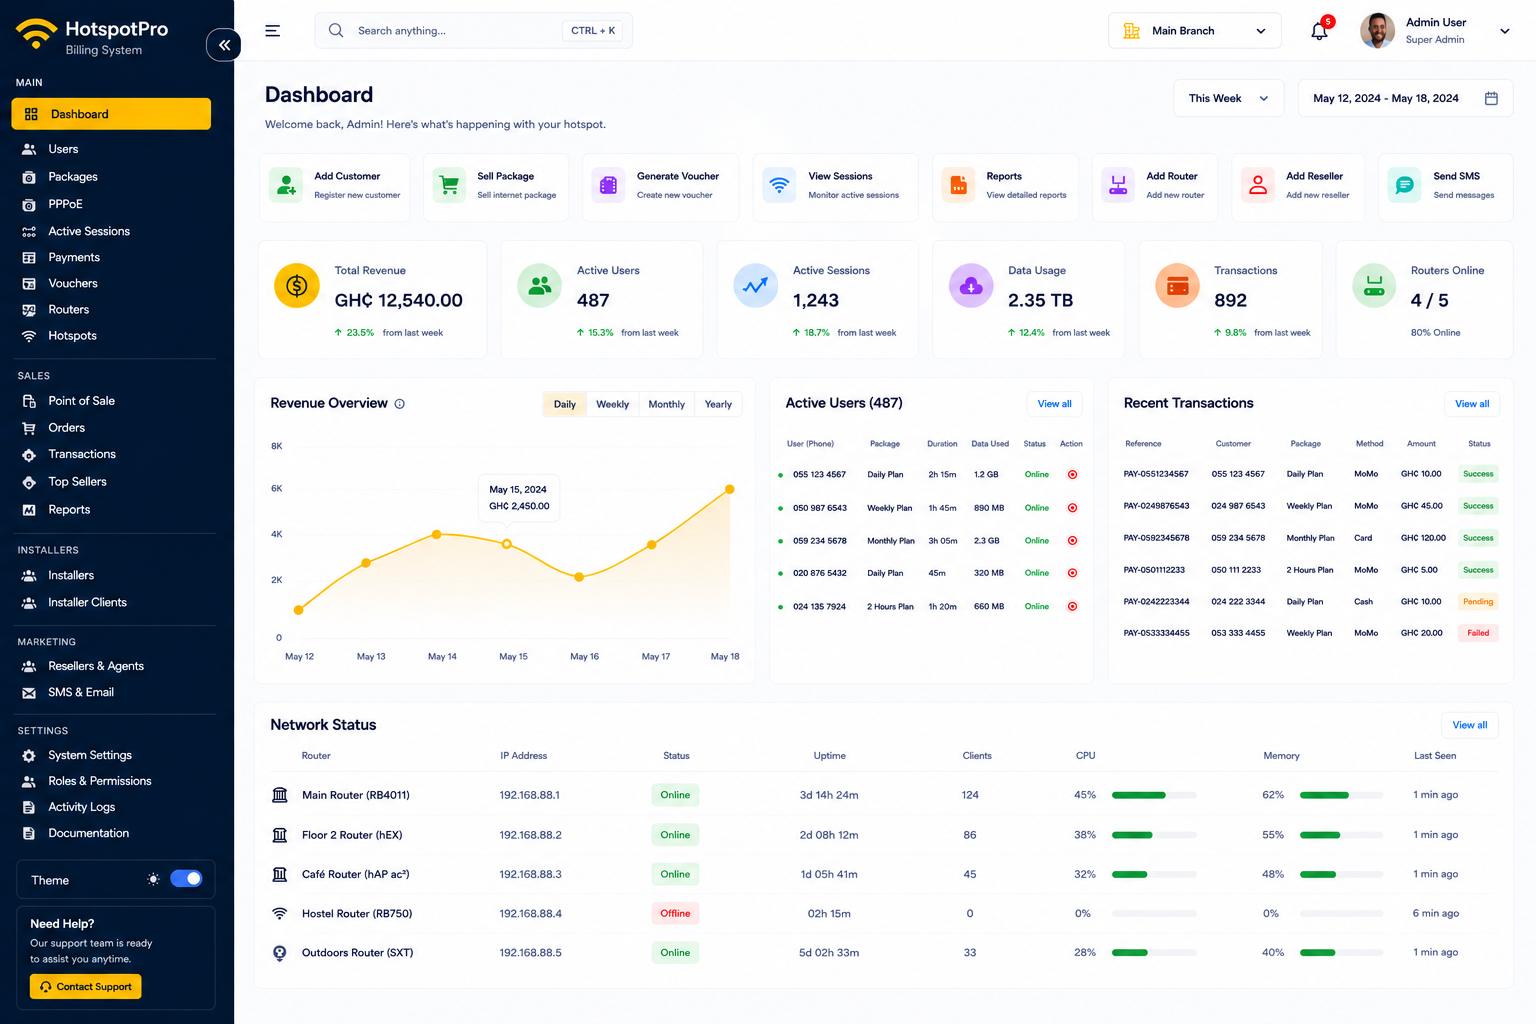 HotspotPro
Billing System
MAIN
Dashboard
Users
Packages
PPPoE
Active Sessions
Payments
Vouchers
Routers
Hotspots
SALES
Point of Sale
Orders
Transactions
Top Sellers
Reports
INSTALLERS
Installers
Installer Clients
MARKETING
Resellers & Agents
SMS & Email
SETTINGS
System Settings
Roles & Permissions
Activity Logs
Documentation
Theme
Need Help?
Our support team is ready
to assist you anytime.
Contact Support
Search anything...
CTRL + K
Main Branch
5
Admin User
Super Admin
Dashboard
Welcome back, Admin! Here's what's happening with your hotspot.
This Week
May 12, 2024 - May 18, 2024
Add Customer
Register new customer
Sell Package
Sell internet package
Generate Voucher
Create new voucher
View Sessions
Monitor active sessions
Reports
View detailed reports
Add Router
Add new router
Add Reseller
Add new reseller
Send SMS
Send messages
Total Revenue
GH₵ 12,540.00
↑ 23.5% from last week
Active Users
487
↑ 15.3% from last week
Active Sessions
1,243
↑ 18.7% from last week
Data Usage
2.35 TB
↑ 12.4% from last week
Transactions
892
↑ 9.8% from last week
Routers Online
4 / 5
80% Online
Revenue Overview
Daily Weekly Monthly Yearly
8K
6K
4K
2K
0
May 15, 2024
GH₵ 2,450.00
May 12 May 13 May 14 May 15 May 16 May 17 May 18
Active Users (487)
View all
User (Phone) Package Duration Data Used Status Action
055 123 4567 Daily Plan 2h 15m 1.2 GB Online
050 987 6543 Weekly Plan 1h 45m 890 MB Online
059 234 5678 Monthly Plan 3h 05m 2.3 GB Online
020 876 5432 Daily Plan 45m 320 MB Online
024 135 7924 2 Hours Plan 1h 20m 660 MB Online
Recent Transactions
View all
Reference Customer Package Method Amount Status
PAY-0551234567 055 123 4567 Daily Plan MoMo GH₵ 10.00 Success
PAY-0249876543 024 987 6543 Weekly Plan MoMo GH₵ 45.00 Success
PAY-0592345678 059 234 5678 Monthly Plan Card GH₵ 120.00 Success
PAY-0501112233 050 111 2233 2 Hours Plan MoMo GH₵ 5.00 Success
PAY-0242223344 024 222 3344 Daily Plan Cash GH₵ 10.00 Pending
PAY-0533334455 053 333 4455 Weekly Plan MoMo GH₵ 20.00 Failed
Network Status
View all
Router IP Address Status Uptime Clients CPU Memory Last Seen
Main Router (RB4011) 192.168.88.1 Online 3d 14h 24m 124 45% 62% 1 min ago
Floor 2 Router (hEX) 192.168.88.2 Online 2d 08h 12m 86 38% 55% 1 min ago
Café Router (hAP ac²) 192.168.88.3 Online 1d 05h 41m 45 32% 48% 1 min ago
Hostel Router (RB750) 192.168.88.4 Offline 02h 15m 0 0% 0% 6 min ago
Outdoors Router (SXT) 192.168.88.5 Online 5d 02h 33m 33 28% 40% 1 min ago